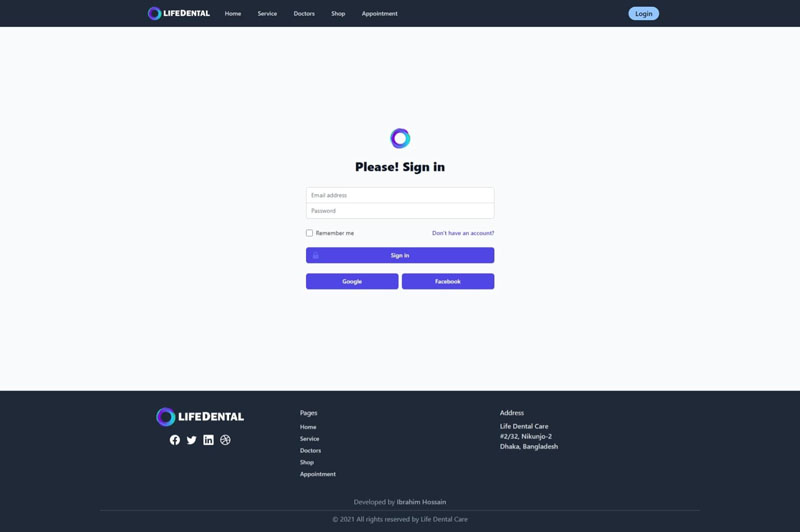 LIFEDENTAL Home Service Doctors Shop Appointment Login
Please! Sign in
Email address
Password
Remember me Don't have an account?
Sign in
Google Facebook
LIFEDENTAL
Pages
Home
Service
Doctors
Shop
Appointment
Address
Life Dental Care
#2/32, Nikunjo-2
Dhaka, Bangladesh
Developed by Ibrahim Hossain
© 2021 All rights reserved by Life Dental Care